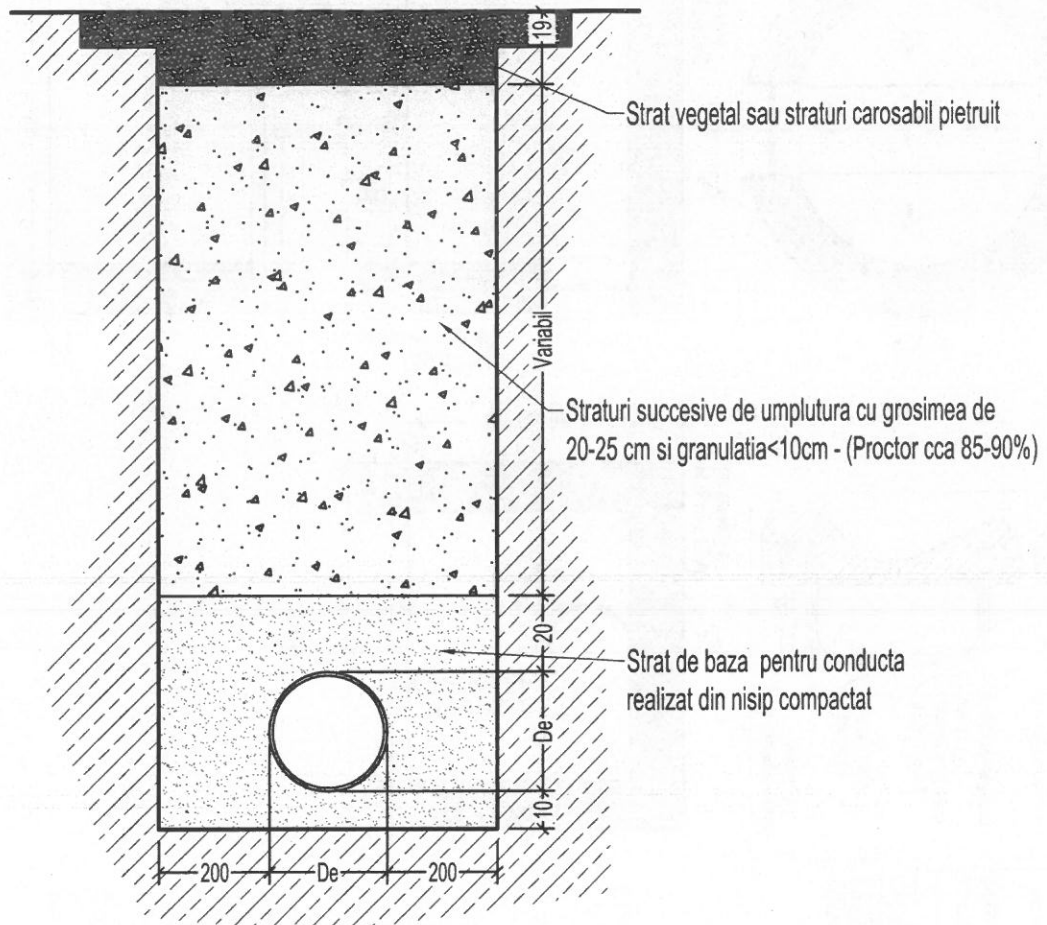 19
Strat vegetal sau straturi carosabil pietruit
Variabil
Straturi succesive de umplutura cu grosimea de
20-25 cm si granulatia<10cm - (Proctor cca 85-90%)
20
Strat de baza pentru conducta
realizat din nisip compactat
De
10
200 De 200